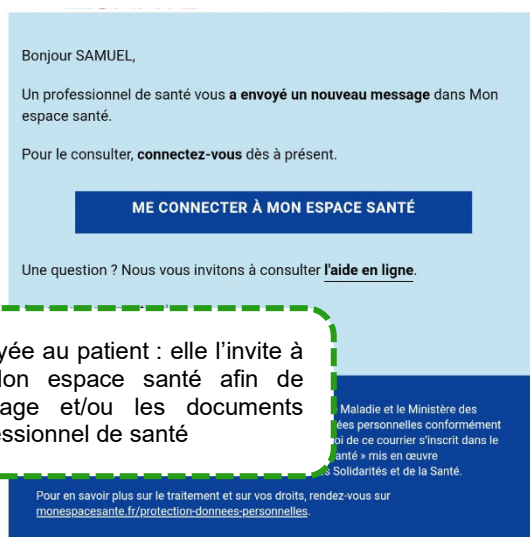 Bonjour SAMUEL,
Un professionnel de santé vous a envoyé un nouveau message dans Mon
espace santé.
Pour le consulter, connectez-vous dès à présent.
ME CONNECTER À MON ESPACE SANTÉ
Une question ? Nous vous invitons à consulter l'aide en ligne.
yée au patient : elle l’invite à
on espace santé afin de
age et/ou les documents
essionnel de santé
Maladie et le Ministère des
ées personnelles conformément
oi de ce courrier s'inscrit dans le
anté » mis en œuvre
Solidarités et de la Santé.
Pour en savoir plus sur le traitement et sur vos droits, rendez-vous sur
monespacesante.fr/protection-donnees-personnelles.